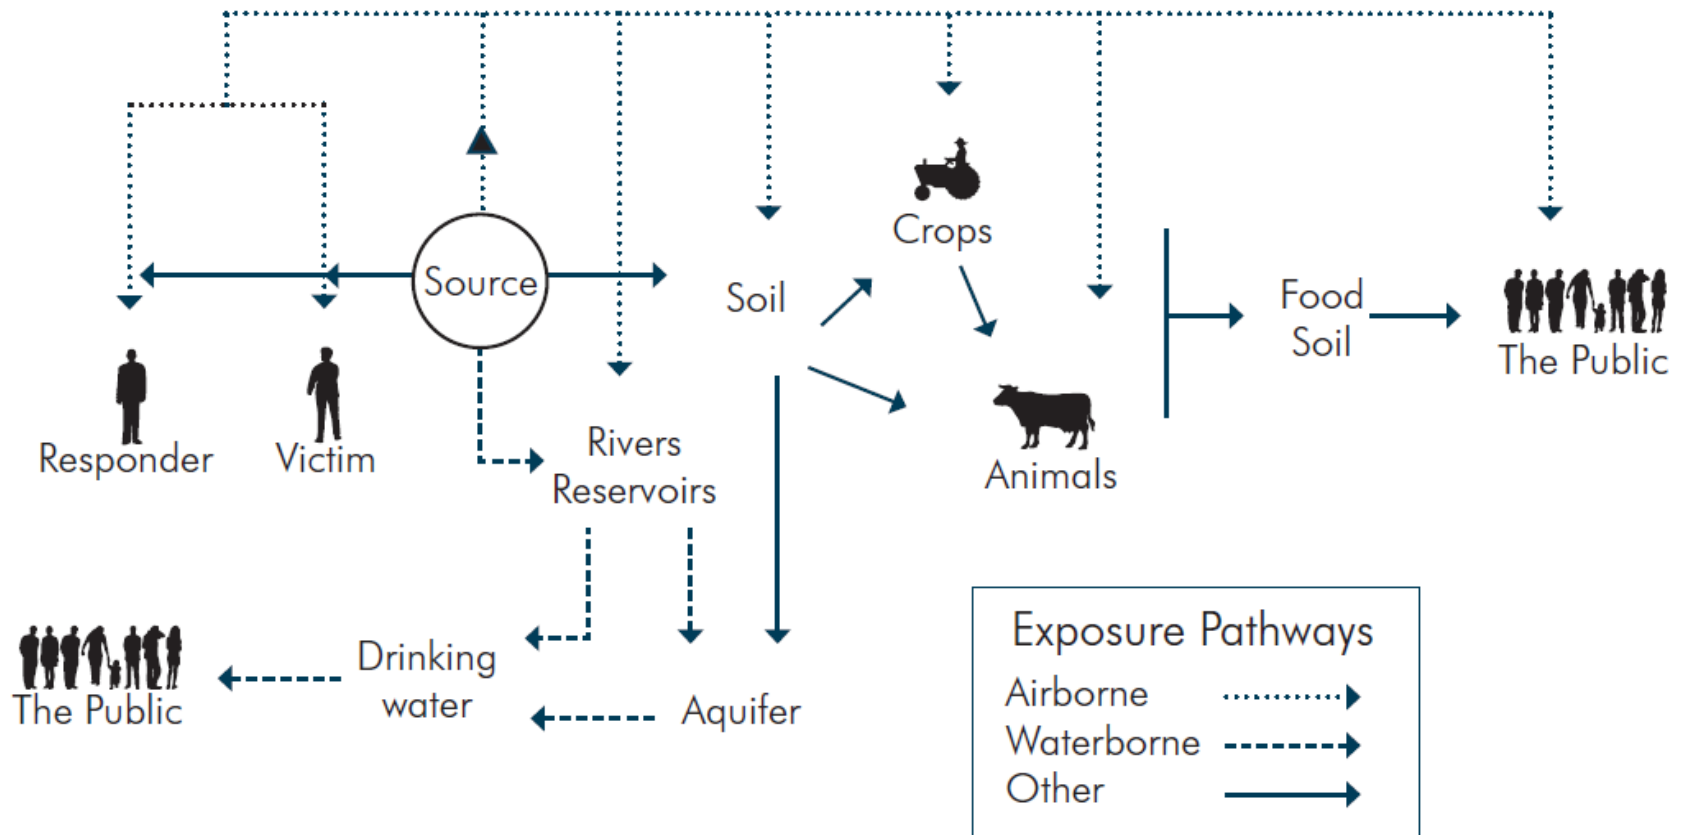 Source
Crops
Soil
Food
Soil
The Public
Responder
Victim
Rivers
Reservoirs
Animals
The Public
Drinking
water
Aquifer
Exposure Pathways
Airborne
Waterborne
Other